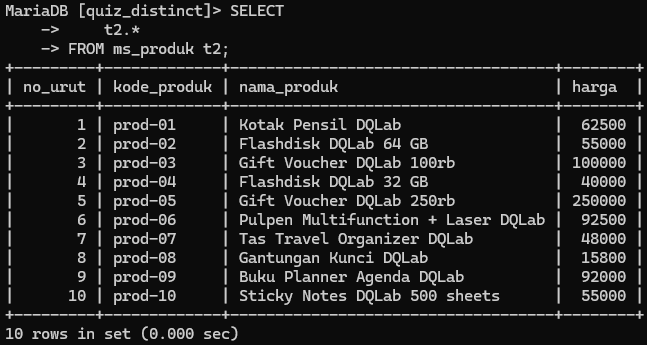 MariaDB [quiz_distinct]> SELECT
    ->     t2.*
    -> FROM ms_produk t2;
+---------+-------------+----------------------------------+--------+
| no_urut | kode_produk | nama_produk                      | harga  |
+---------+-------------+----------------------------------+--------+
|       1 | prod-01     | Kotak Pensil DQLab               |  62500 |
|       2 | prod-02     | Flashdisk DQLab 64 GB            |  55000 |
|       3 | prod-03     | Gift Voucher DQLab 100rb         | 100000 |
|       4 | prod-04     | Flashdisk DQLab 32 GB            |  40000 |
|       5 | prod-05     | Gift Voucher DQLab 250rb         | 250000 |
|       6 | prod-06     | Pulpen Multifunction + Laser DQLab |  92500 |
|       7 | prod-07     | Tas Travel Organizer DQLab       |  48000 |
|       8 | prod-08     | Gantungan Kunci DQLab            |  15800 |
|       9 | prod-09     | Buku Planner Agenda DQLab        |  92000 |
|      10 | prod-10     | Sticky Notes DQLab 500 sheets    |  55000 |
+---------+-------------+----------------------------------+--------+
10 rows in set (0.000 sec)